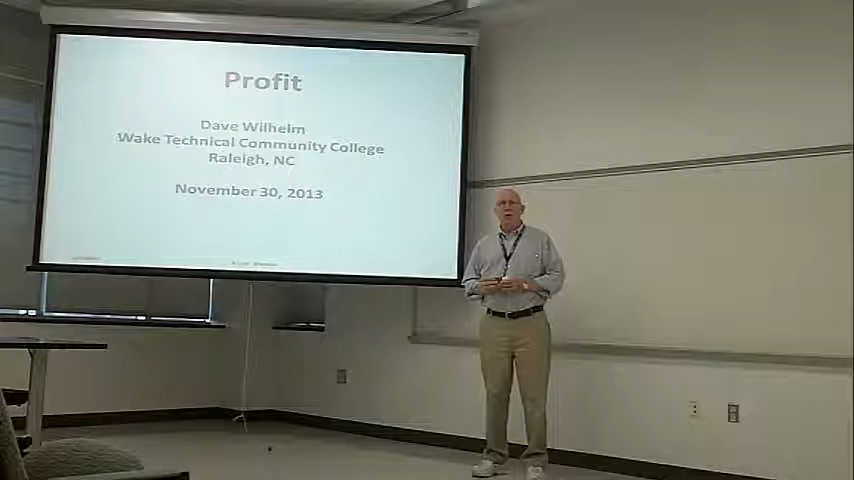 Profit
Dave Wilhelm
Wake Technical Community College
Raleigh, NC
November 30, 2013